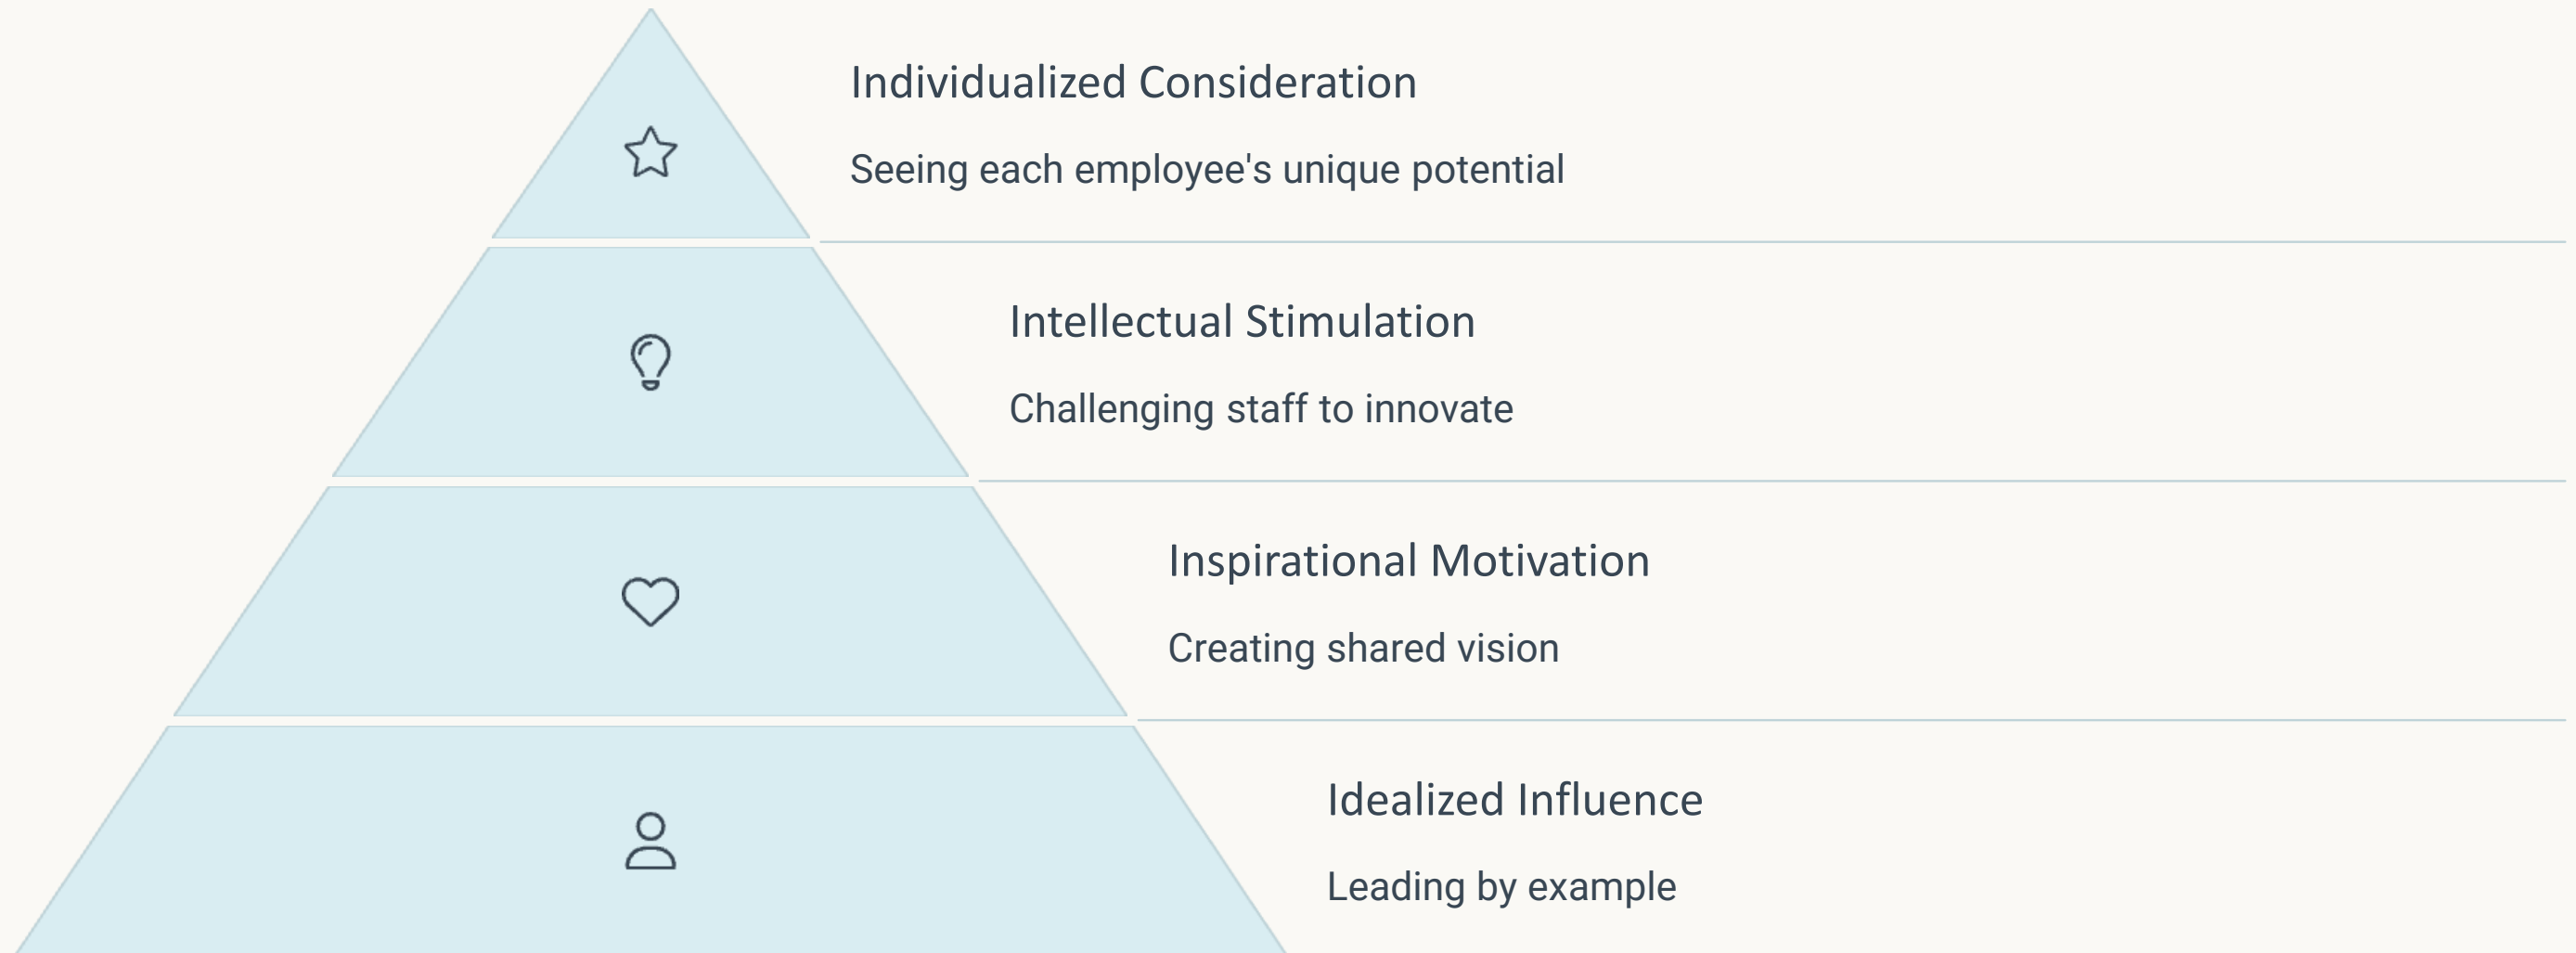 Individualized Consideration
Seeing each employee's unique potential
Intellectual Stimulation
Challenging staff to innovate
Inspirational Motivation
Creating shared vision
Idealized Influence
Leading by example